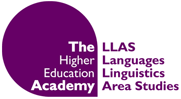 The LLAS
Higher Languages
Education Linguistics
Academy Area Studies